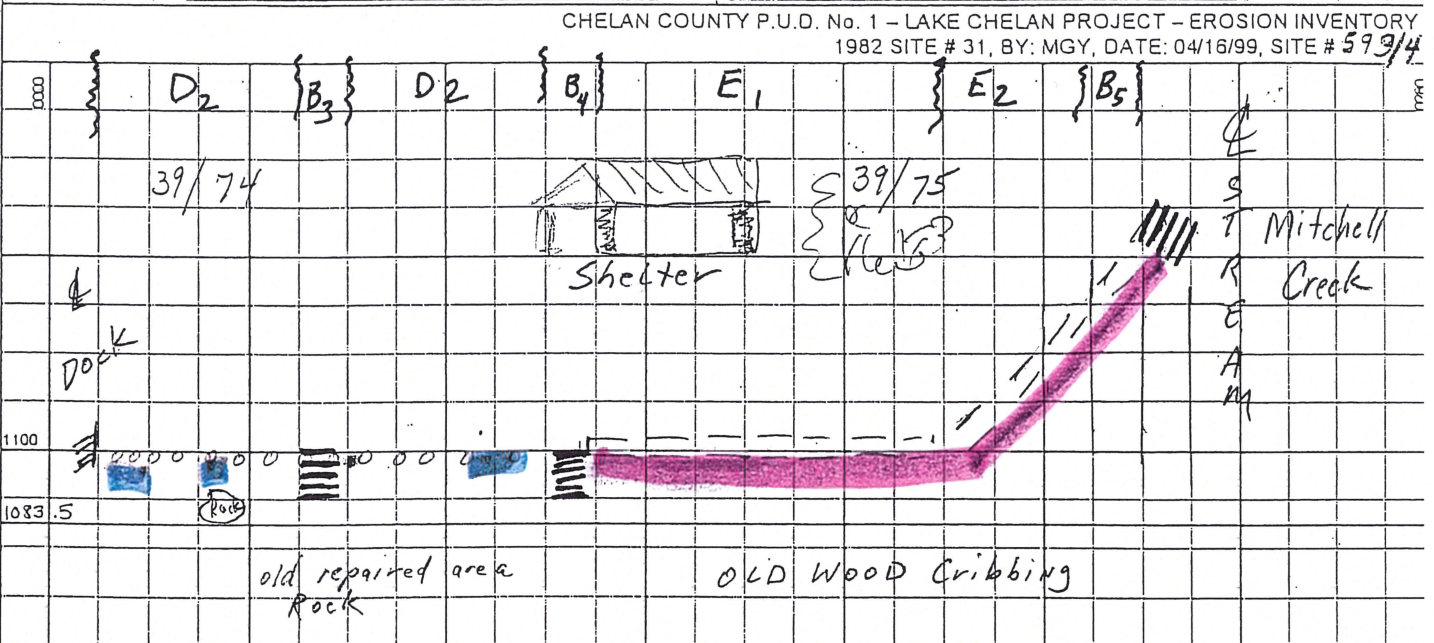 CHELAN COUNTY P.U.D. No. 1 – LAKE CHELAN PROJECT – EROSION INVENTORY
1982 SITE # 31, BY: MGY, DATE: 04/16/99, SITE # 593/4
0000
D2 B3 D2 B4 E1 E2 B5
39/74
39/75
Shelter
℄ STREAM
Mitchell
Creek
℄
Dock
1100
Rock
1083.5
old repaired area
Rock
OLD WOOD Cribbing